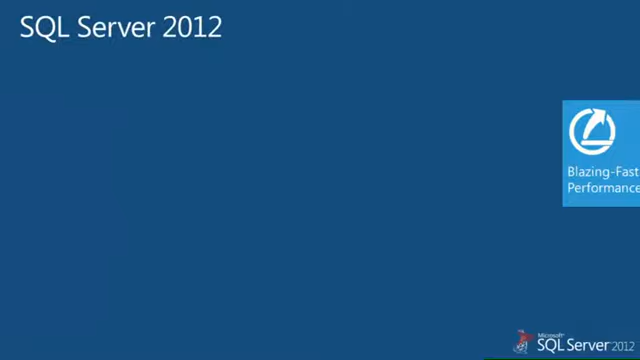 SQL Server 2012
Blazing-Fast
Performance
Microsoft
SQL Server 2012